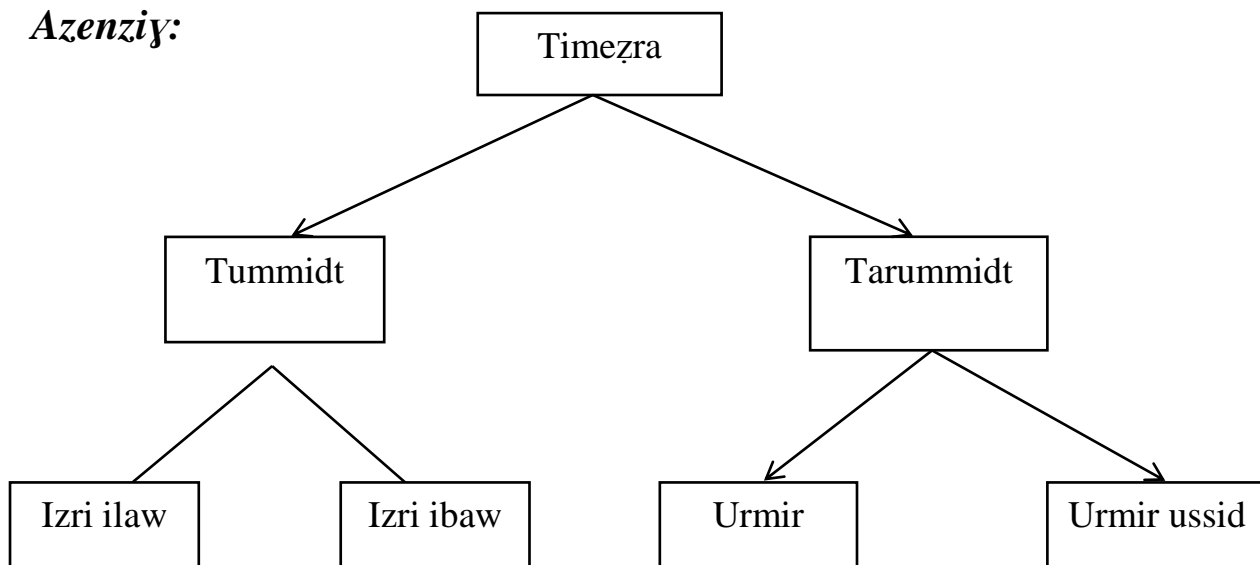 Azenziɣ:
Timeẓra
Tummidt
Tarummidt
Izri ilaw
Izri ibaw
Urmir
Urmir ussid